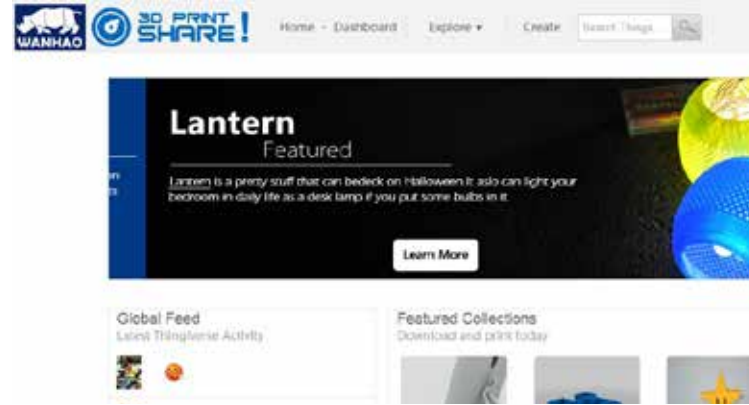 WANHAO
3D PRINT
SHARE!
Home - Dashboard Explore Create Search Things
Lantern
Featured
Lantern is a pretty stuff that can bedeck on Halloween it aslo can light your
bedroom in daily life as a desk lamp if you put some bulbs in it
Learn More
Global Feed
Latest Thingiverse Activity
Featured Collections
Download and print today